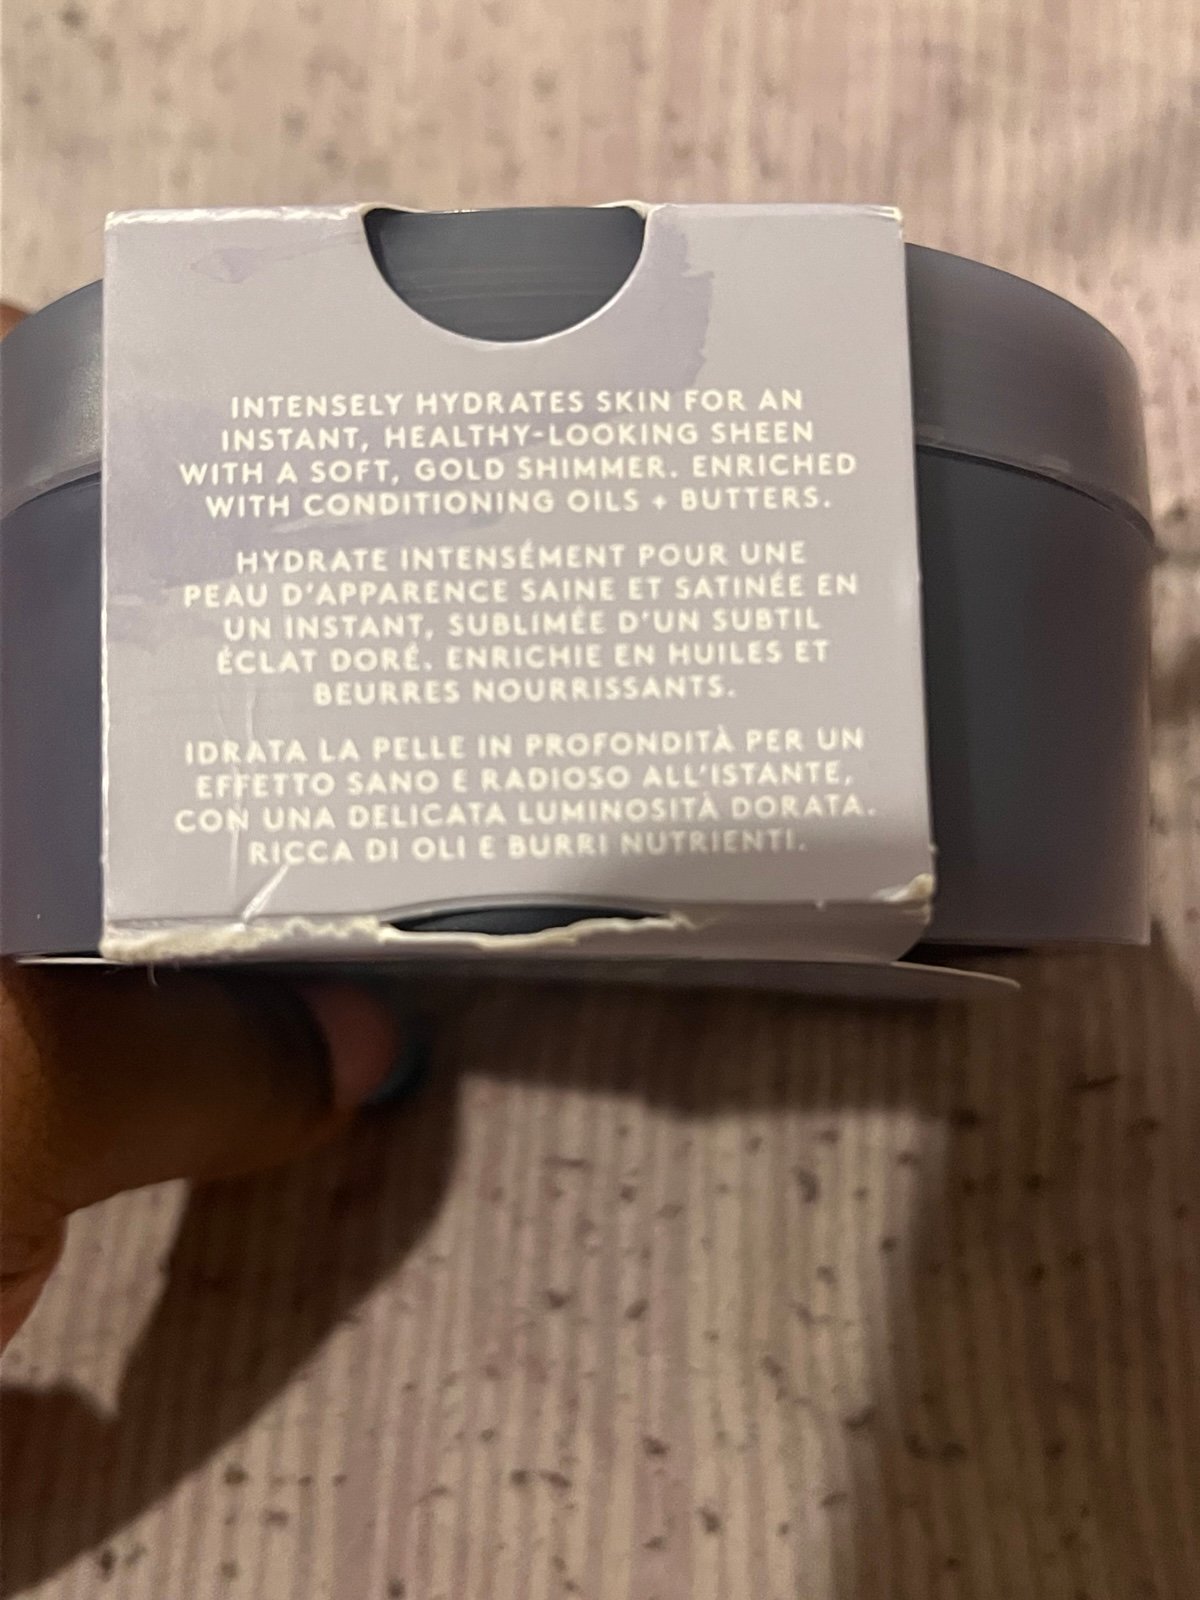 INTENSELY HYDRATES SKIN FOR AN
INSTANT, HEALTHY-LOOKING SHEEN
WITH A SOFT, GOLD SHIMMER. ENRICHED
WITH CONDITIONING OILS + BUTTERS.
HYDRATE INTENSÉMENT POUR UNE
PEAU D'APPARENCE SAINE ET SATINÉE EN
UN INSTANT, SUBLIMÉE D'UN SUBTIL
ÉCLAT DORÉ. ENRICHIE EN HUILES ET
BEURRES NOURRISSANTS.
IDRATA LA PELLE IN PROFONDITÀ PER UN
EFFETTO SANO E RADIOSO ALL'ISTANTE,
CON UNA DELICATA LUMINOSITÀ DORATA.
RICCA DI OLI E BURRI NUTRIENTI.